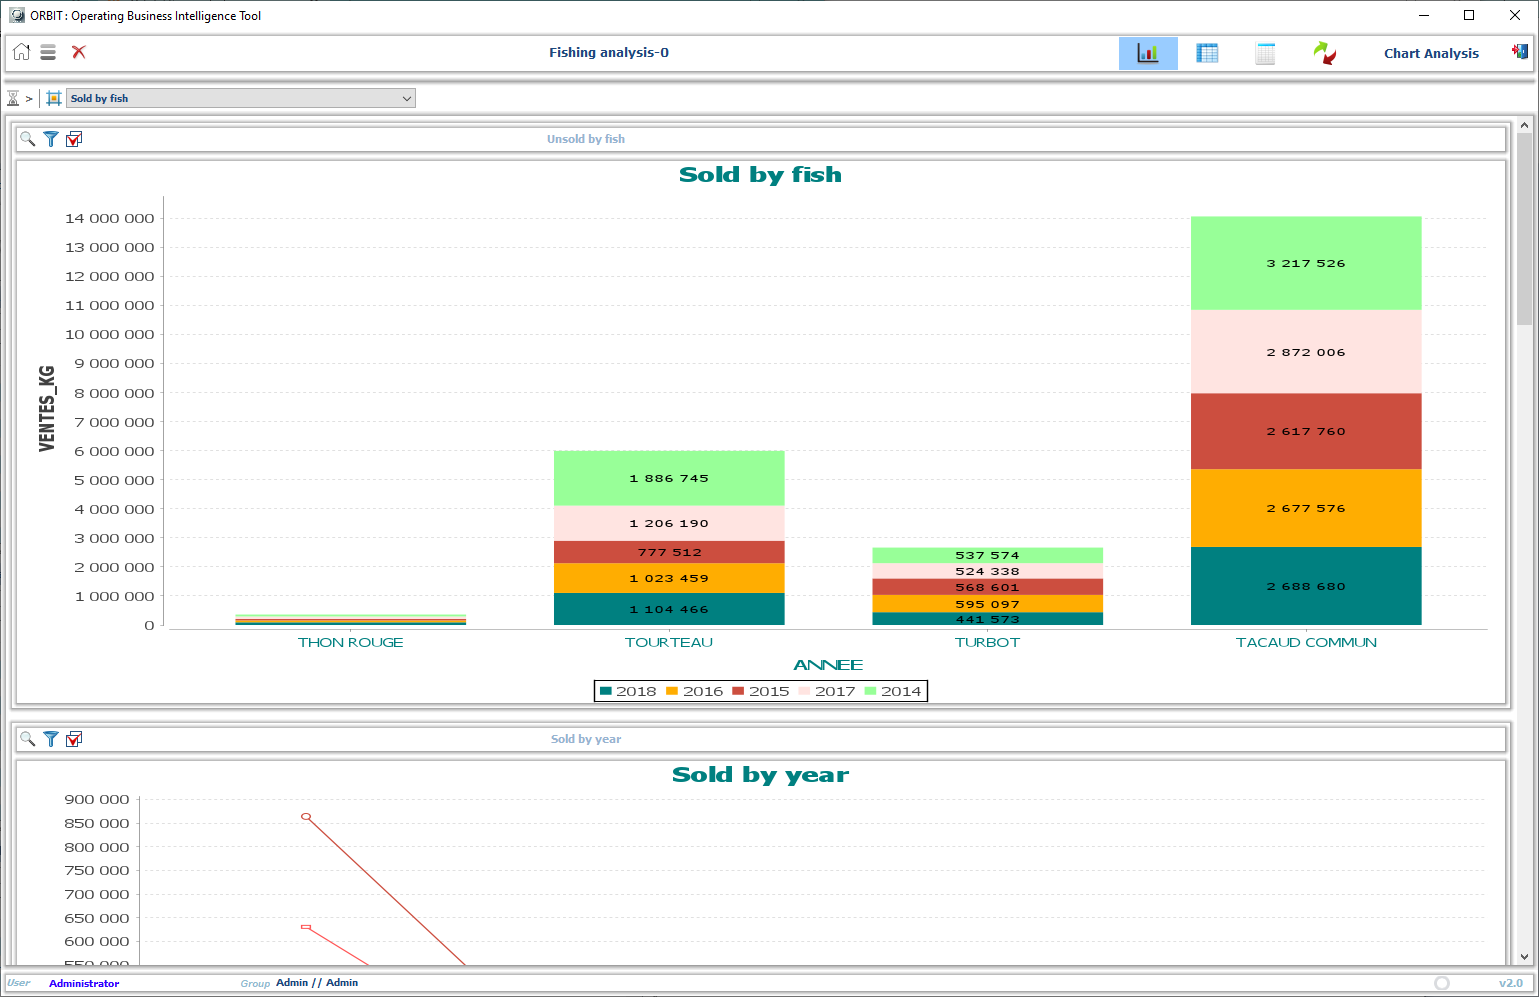 ORBIT : Operating Business Intelligence Tool
Fishing analysis-0
Chart Analysis
>
Sold by fish
Unsold by fish
Sold by fish
14 000 000
13 000 000
12 000 000
11 000 000
10 000 000
9 000 000
8 000 000
7 000 000
6 000 000
5 000 000
4 000 000
3 000 000
2 000 000
1 000 000
0
VENTES_KG
1 886 745
1 206 190
777 512
1 023 459
1 104 466
537 574
524 338
568 601
595 097
441 573
3 217 526
2 872 006
2 617 760
2 677 576
2 688 680
THON ROUGE TOURTEAU TURBOT TACAUD COMMUN
ANNEE
2018 2016 2015 2017 2014
Sold by year
Sold by year
900 000
850 000
800 000
750 000
700 000
650 000
600 000
550 000
User Administrator Group Admin // Admin v2.0